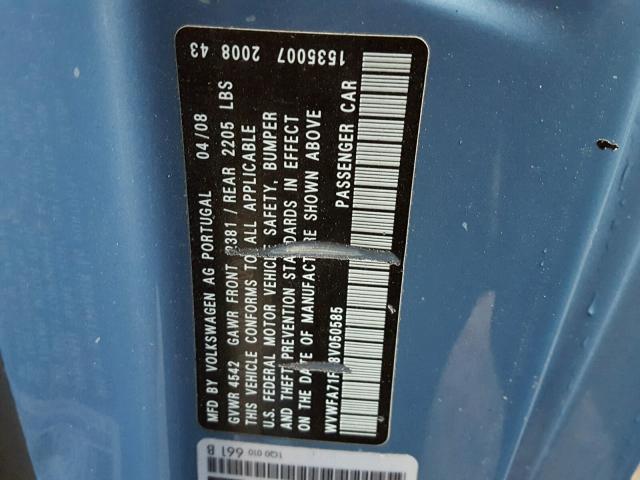 MFD BY VOLKSWAGEN AG PORTUGAL 04/08 2008 43 1535007
GVWR 4542 GAWR FRONT 2381 / REAR 2205 LBS
THIS VEHICLE CONFORMS TO ALL APPLICABLE
U.S. FEDERAL MOTOR VEHICLE SAFETY, BUMPER
AND THEFT PREVENTION STANDARDS IN EFFECT
ON THE DATE OF MANUFACTURE SHOWN ABOVE
PASSENGER CAR
1Q0 010
661 B